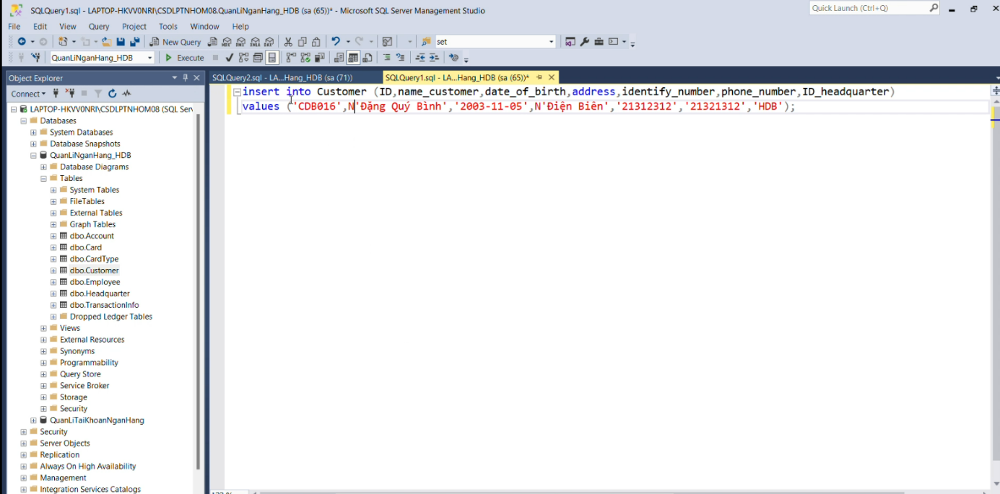 SQLQuery1.sql - LAPTOP-HKVV0NRI\CSDLPTNHOM08.QuanLiNganHang_HDB (sa (65))* - Microsoft SQL Server Management Studio
Quick Launch (Ctrl+Q)
File Edit View Query Project Tools Window Help
New Query
MDX DMX XMLA DAX
set
QuanLiNganHang_HDB
Execute
Object Explorer
SQLQuery2.sql - LA...Hang_HDB (sa (71))
SQLQuery1.sql - LA...Hang_HDB (sa (65))*
Connect
LAPTOP-HKVV0NRI\CSDLPTNHOM08 (SQL Serv
Databases
System Databases
Database Snapshots
QuanLiNganHang_HDB
Database Diagrams
Tables
System Tables
FileTables
External Tables
Graph Tables
dbo.Account
dbo.Card
dbo.CardType
dbo.Customer
dbo.Employee
dbo.Headquarter
dbo.TransactionInfo
Dropped Ledger Tables
Views
External Resources
Synonyms
Programmability
Query Store
Service Broker
Storage
Security
QuanLiTaiKhoanNganHang
Security
Server Objects
Replication
Always On High Availability
Management
Integration Services Catalogs
insert into Customer (ID,name_customer,date_of_birth,address,identify_number,phone_number,ID_headquarter)
values ('CDB016',N'Đặng Quý Bình','2003-11-05',N'Điện Biên','21312312','21321312','HDB');